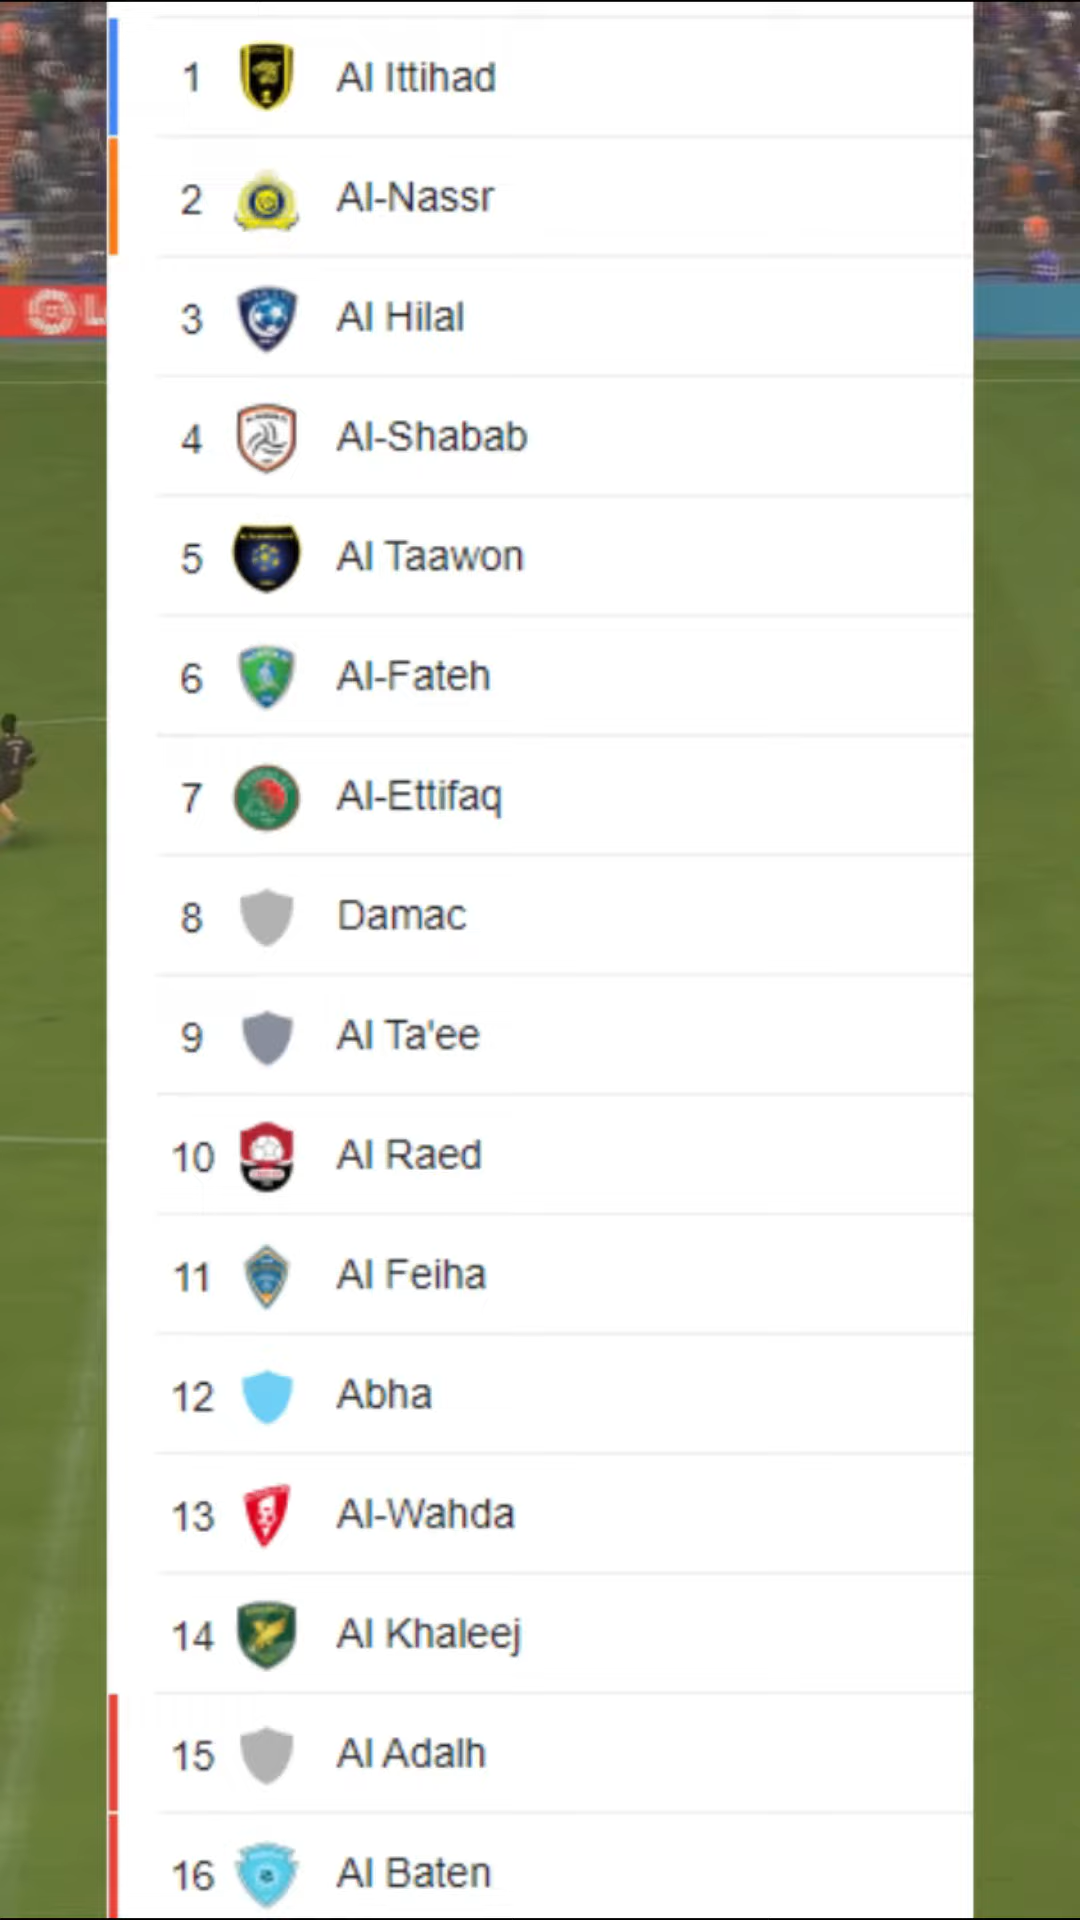 1 Al Ittihad
2 Al-Nassr
3 Al Hilal
4 Al-Shabab
5 Al Taawon
6 Al-Fateh
7 Al-Ettifaq
8 Damac
9 Al Ta'ee
10 Al Raed
11 Al Feiha
12 Abha
13 Al-Wahda
14 Al Khaleej
15 Al Adalh
16 Al Baten